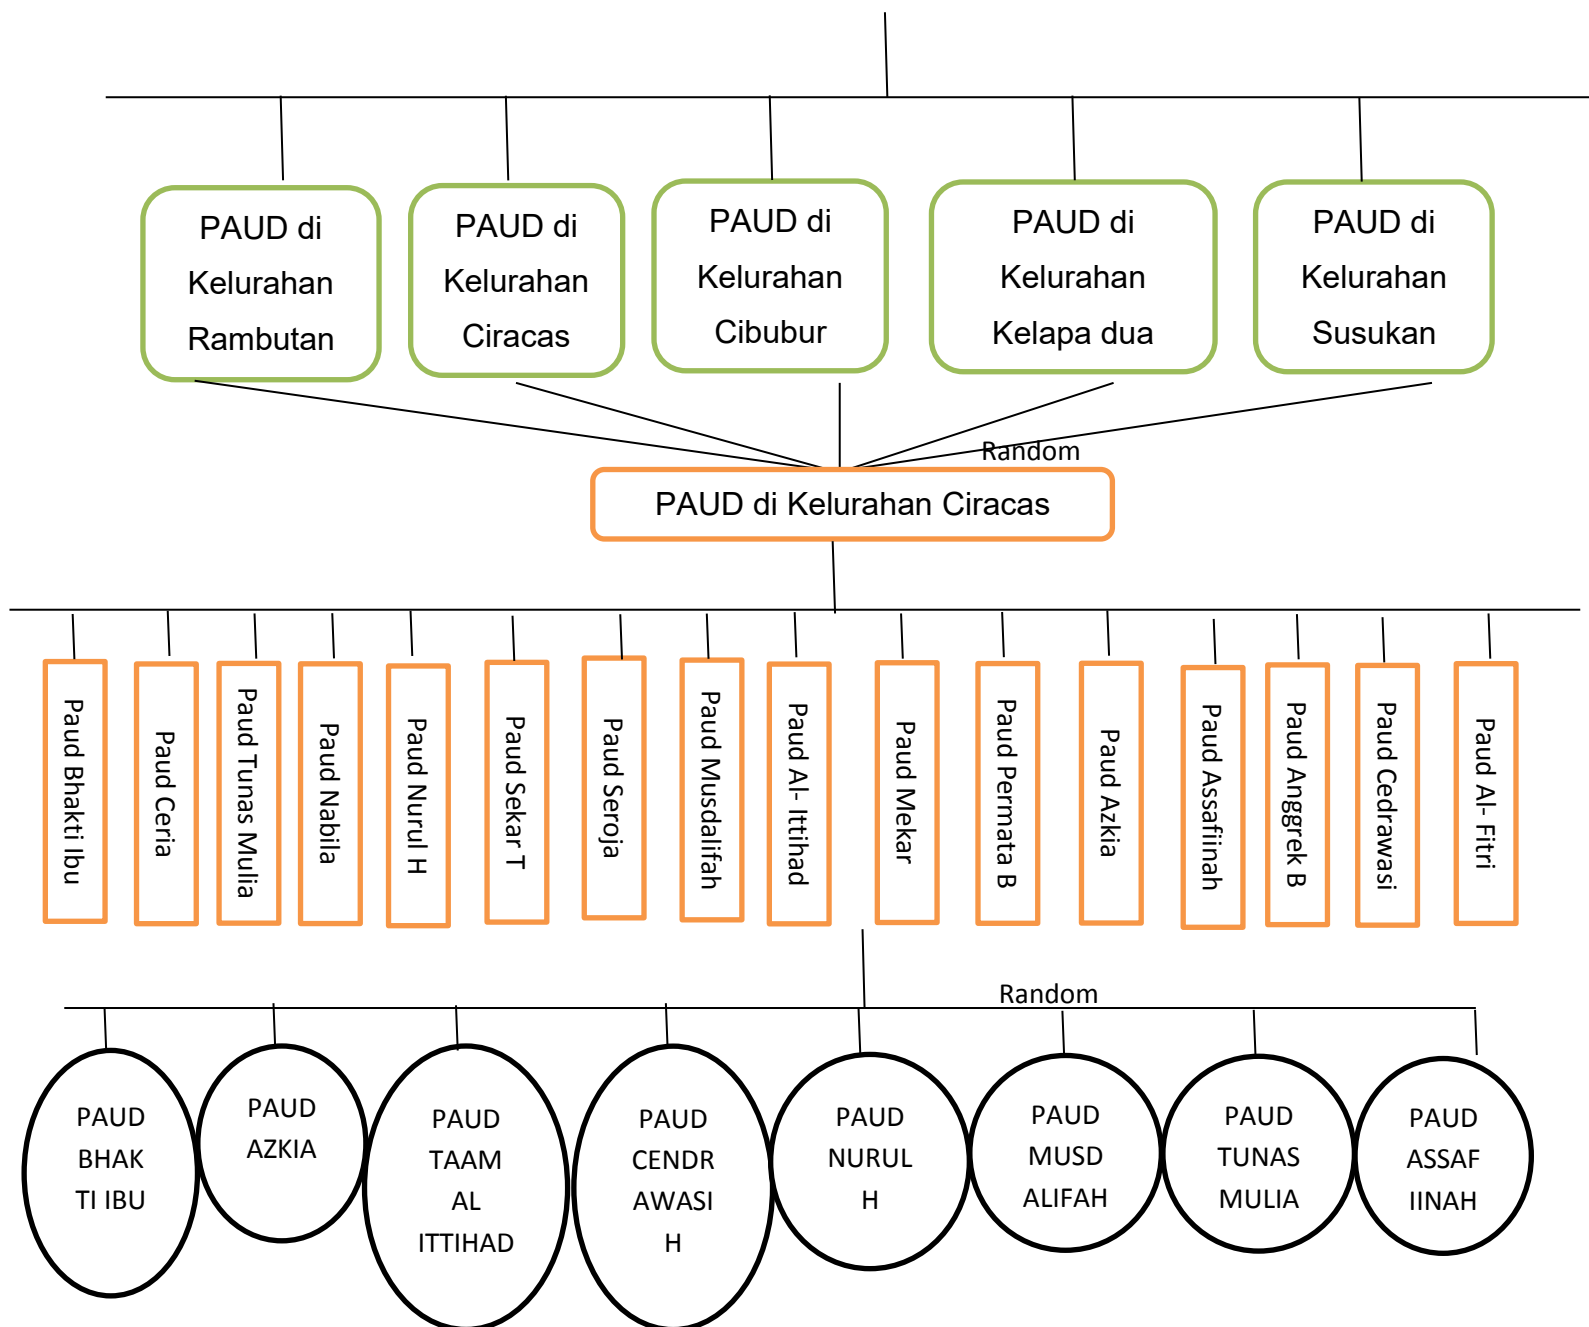 PAUD di
Kelurahan
Rambutan
PAUD di
Kelurahan
Ciracas
PAUD di
Kelurahan
Cibubur
PAUD di
Kelurahan
Kelapa dua
PAUD di
Kelurahan
Susukan
Random
PAUD di Kelurahan Ciracas
Paud Bhakti Ibu
Paud Ceria
Paud Tunas Mulia
Paud Nabila
Paud Nurul H
Paud Sekar T
Paud Seroja
Paud Musdalifah
Paud Al- Ittihad
Paud Mekar
Paud Permata B
Paud Azkia
Paud Assafiinah
Paud Anggrek B
Paud Cedrawasi
Paud Al- Fitri
Random
PAUD
BHAK
TI IBU
PAUD
AZKIA
PAUD
TAAM
AL
ITTIHAD
PAUD
CENDR
AWASI
H
PAUD
NURUL
H
PAUD
MUSD
ALIFAH
PAUD
TUNAS
MULIA
PAUD
ASSAF
IINAH